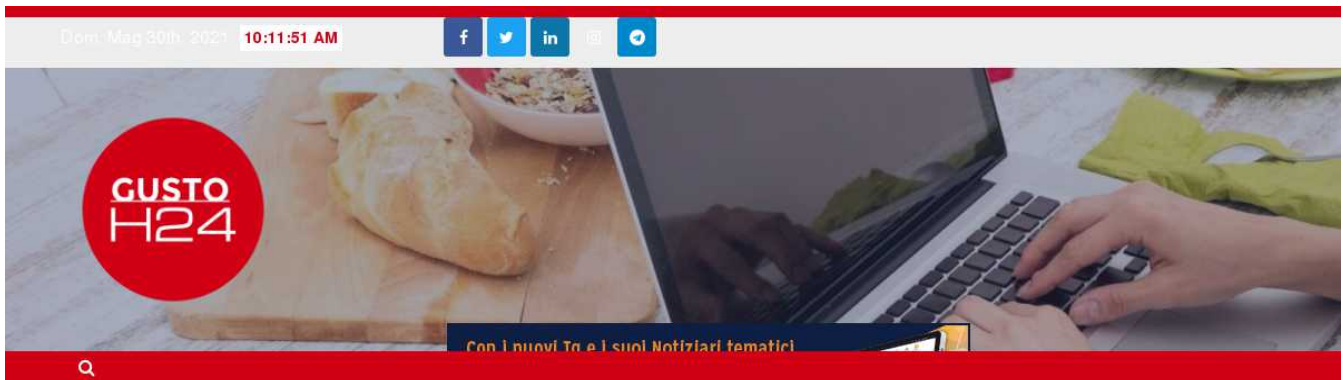 Dom. Mag 30th, 2021 10:11:51 AM
GUSTO
H24
Con i nuovi Tg e i suoi Notiziari tematici